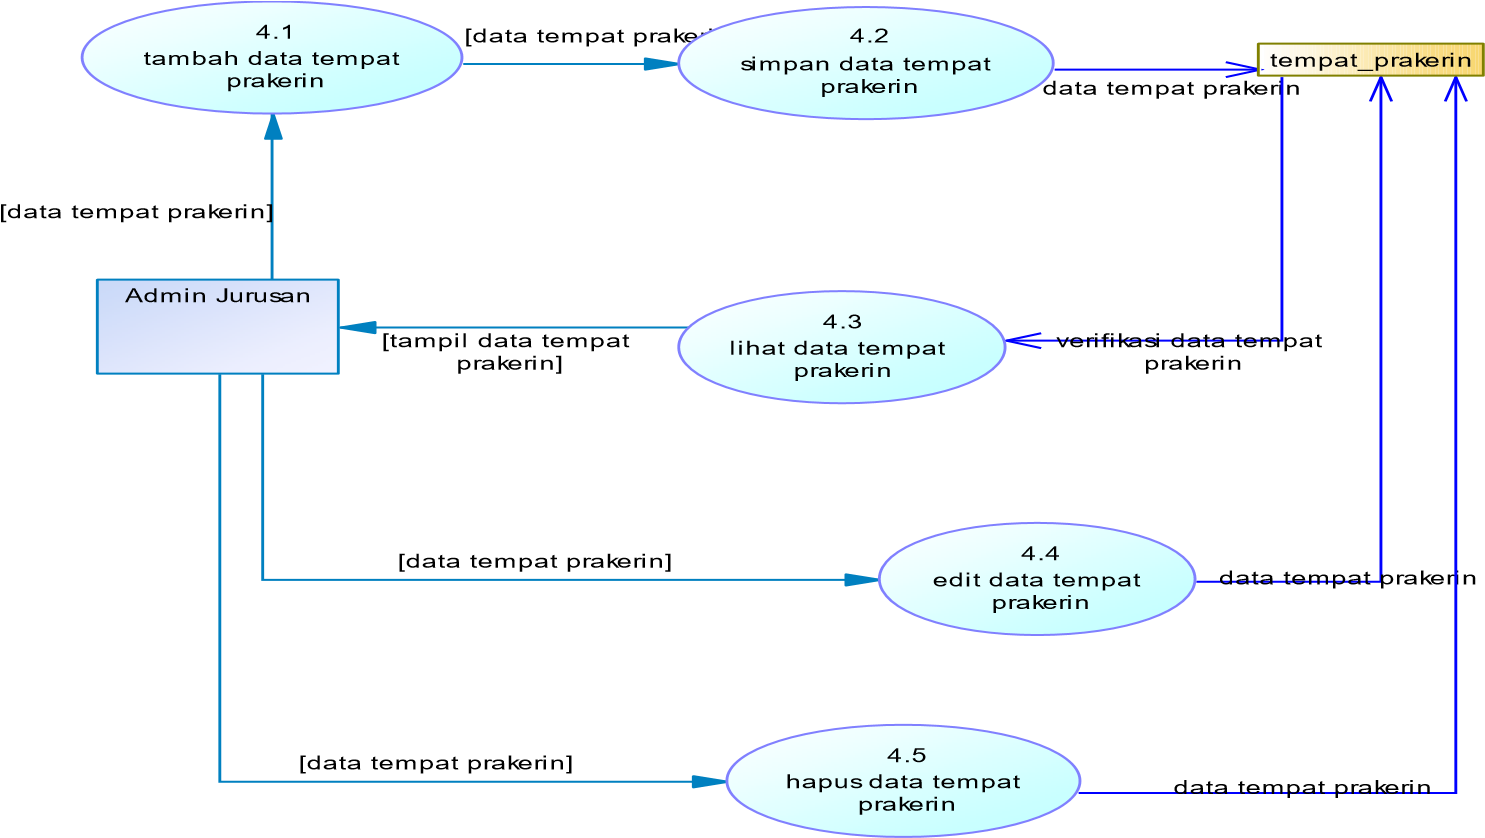 4.1
tambah data tempat
prakerin
[data tempat prakeri
4.2
simpan data tempat
prakerin
tempat_prakerin
data tempat prakerin
[data tempat prakerin]
Admin Jurusan
[tampil data tempat
prakerin]
4.3
lihat data tempat
prakerin
verifikasi data tempat
prakerin
[data tempat prakerin]
4.4
edit data tempat
prakerin
data tempat prakerin
[data tempat prakerin]
4.5
hapus data tempat
prakerin
data tempat prakerin